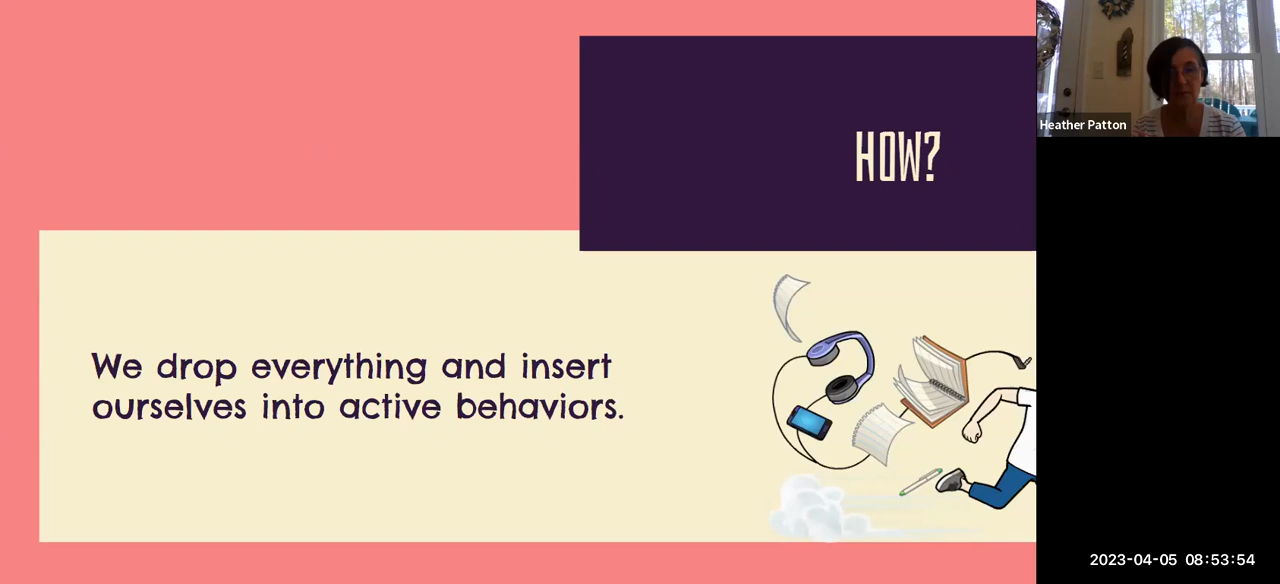 HOW?
We drop everything and insert
ourselves into active behaviors.
Heather Patton
2023-04-05 08:53:54